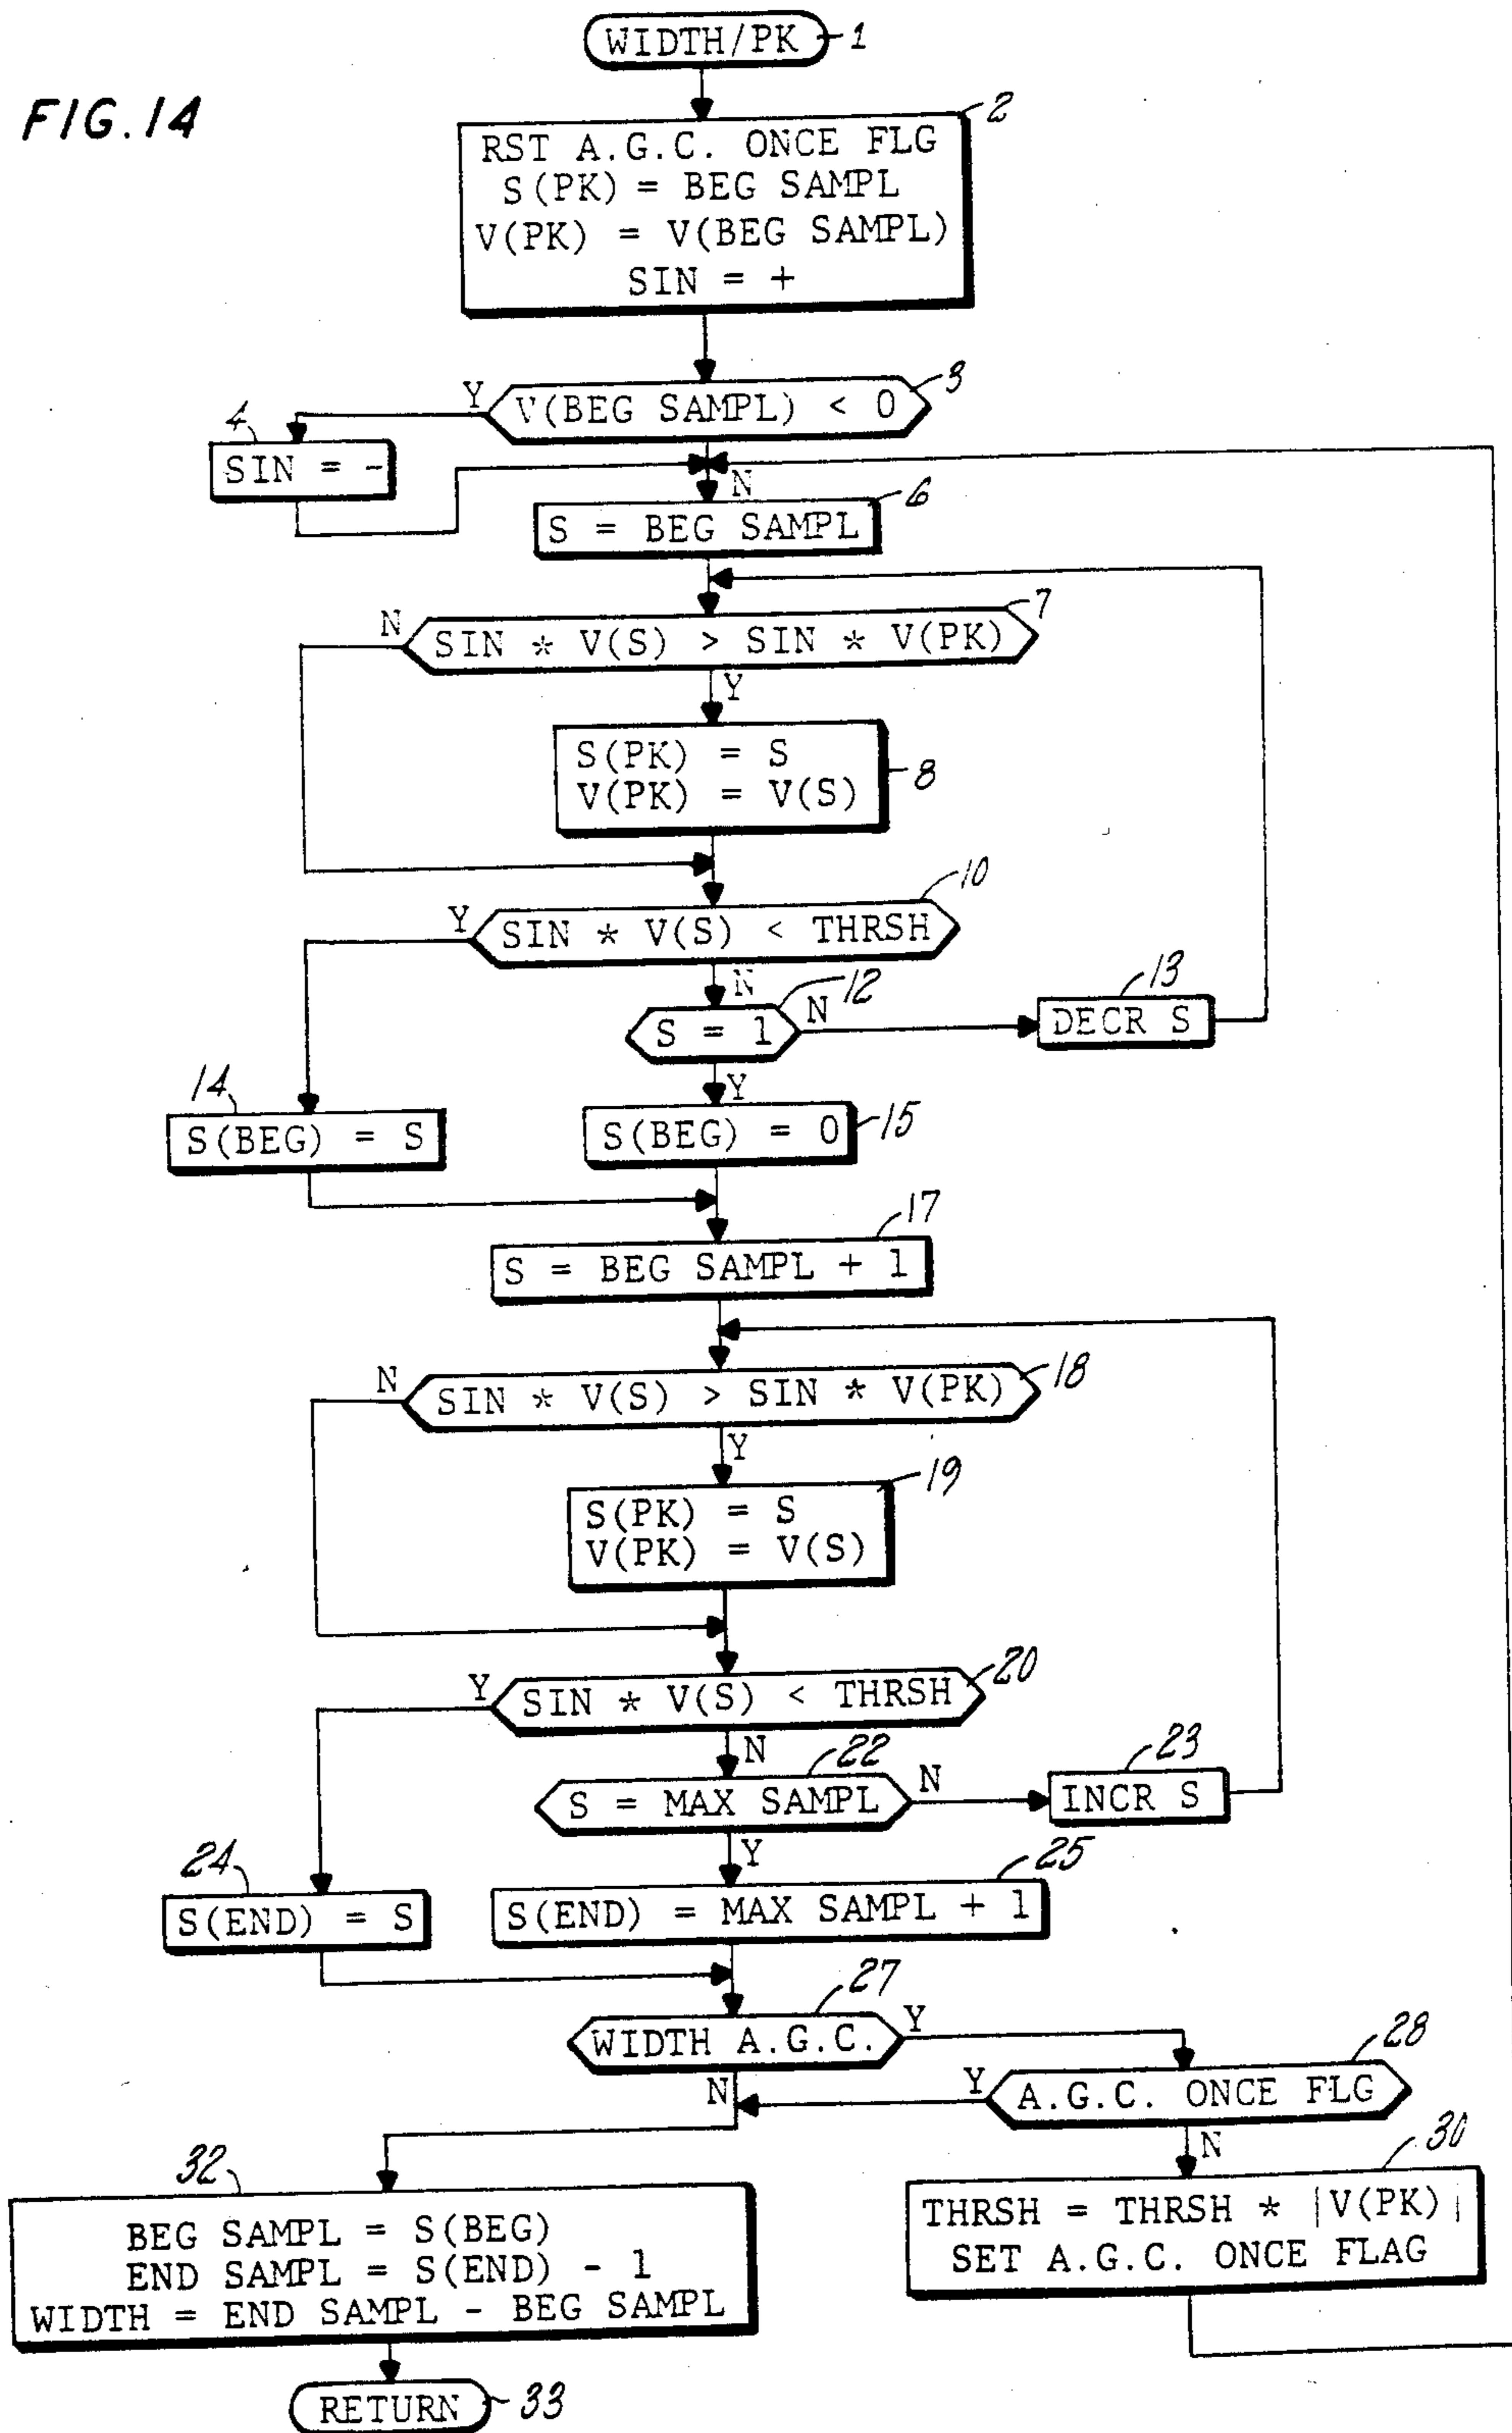 FIG. 14
WIDTH/PK 1
2
RST A.G.C. ONCE FLG
S(PK) = BEG SAMPL
V(PK) = V(BEG SAMPL)
SIN = +
3
Y
V(BEG SAMPL) < 0
4
SIN = -
N
6
S = BEG SAMPL
7
N
SIN * V(S) > SIN * V(PK)
Y
S(PK) = S
V(PK) = V(S)
8
10
Y
SIN * V(S) < THRSH
N
12
S = 1
N
13
DECR S
Y
14
S(BEG) = S
S(BEG) = 0
15
17
S = BEG SAMPL + 1
18
N
SIN * V(S) > SIN * V(PK)
Y
19
S(PK) = S
V(PK) = V(S)
20
Y
SIN * V(S) < THRSH
N
22
S = MAX SAMPL
N
23
INCR S
Y
24
S(END) = S
25
S(END) = MAX SAMPL + 1
27
WIDTH A.G.C.
Y
28
N
Y
A.G.C. ONCE FLG
N
30
THRSH = THRSH * |V(PK)|
SET A.G.C. ONCE FLAG
32
BEG SAMPL = S(BEG)
END SAMPL = S(END) - 1
WIDTH = END SAMPL - BEG SAMPL
RETURN 33